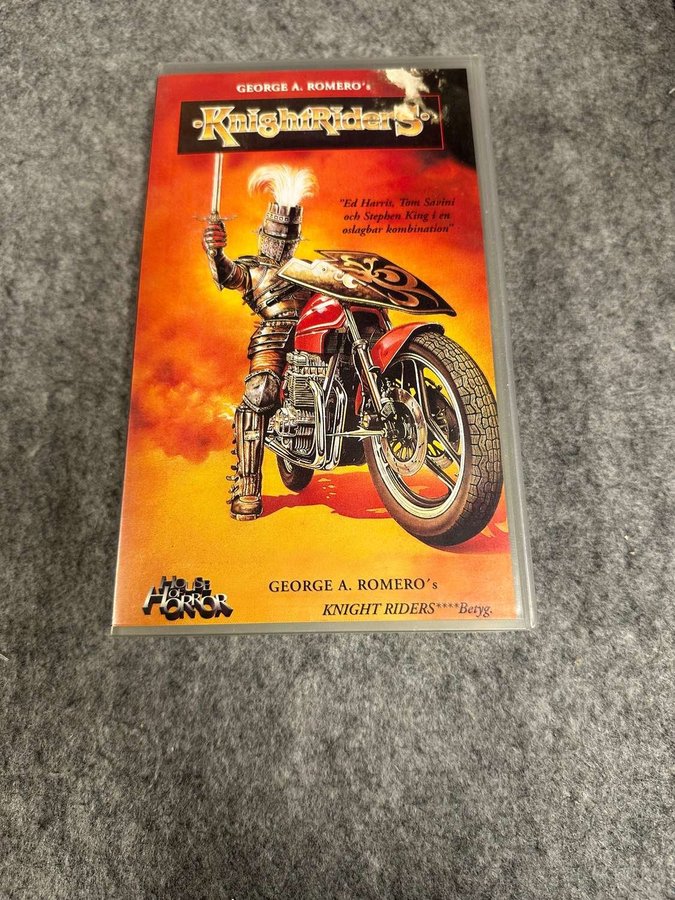 GEORGE A. ROMERO's
KnightRiders
"Ed Harris, Tom Savini
och Stephen King i en
oslagbar kombination"
HOUSE
OF
HORROR
GEORGE A. ROMERO´s
KNIGHT RIDERS****Betyg.